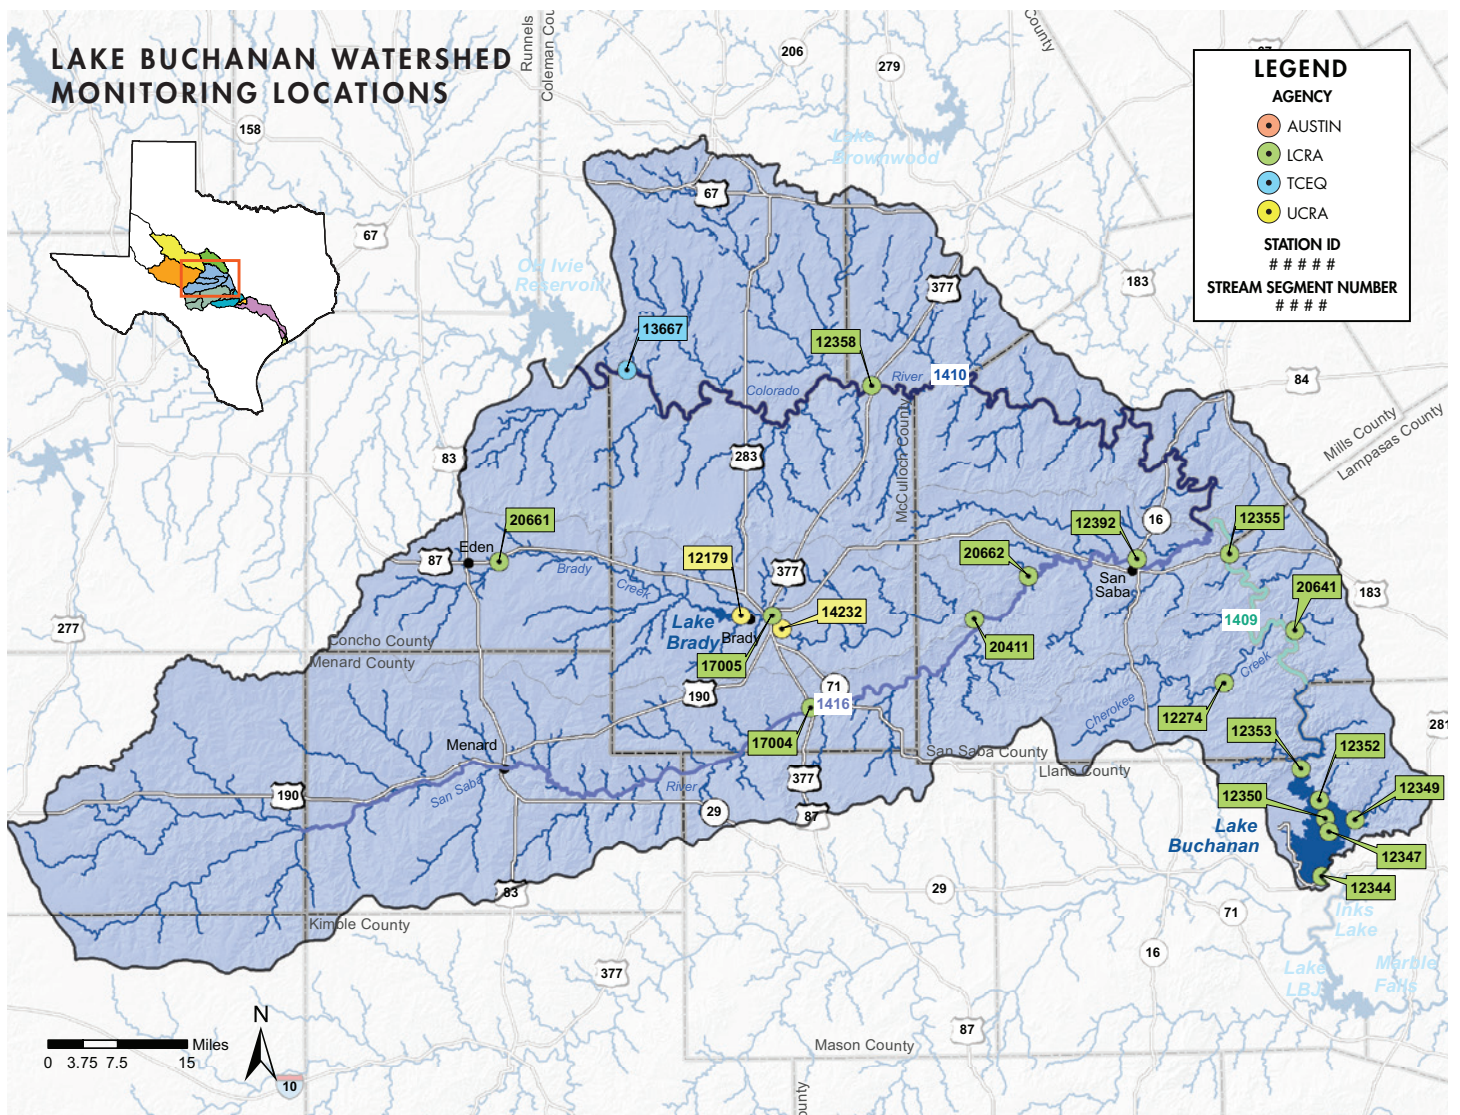 LAKE BUCHANAN WATERSHED
MONITORING LOCATIONS
Runnels
Coleman Cou
206
279
County
LEGEND
AGENCY
AUSTIN
LCRA
TCEQ
UCRA
STATION ID
# # # # #
STREAM SEGMENT NUMBER
# # # #
158
Lake
Brownwood
67
67
OH Ivie
Reservoir
377
183
13667
12358
Colorado
River
1410
84
Mills County
Lampasas County
83
283
McCulloch County
20661
Eden
87
Brady
Creek
12179
377
20662
12392
16
12355
San
Saba
14232
Lake
Brady
Brady
17005
20411
1409
20641
183
277
Concho County
Menard County
190
71
1416
Cherokee
Creek
12274
17004
Menard
San Saba County
Llano County
12353
12352
281
190
San Saba
River
377
29
87
12350
12349
Lake
Buchanan
12347
12344
83
Kimble County
29
71
Inks
Lake
16
Lake
LBJ
Marble
Falls
377
N
Miles
0 3.75 7.5 15
10
87
Mason County
ounty